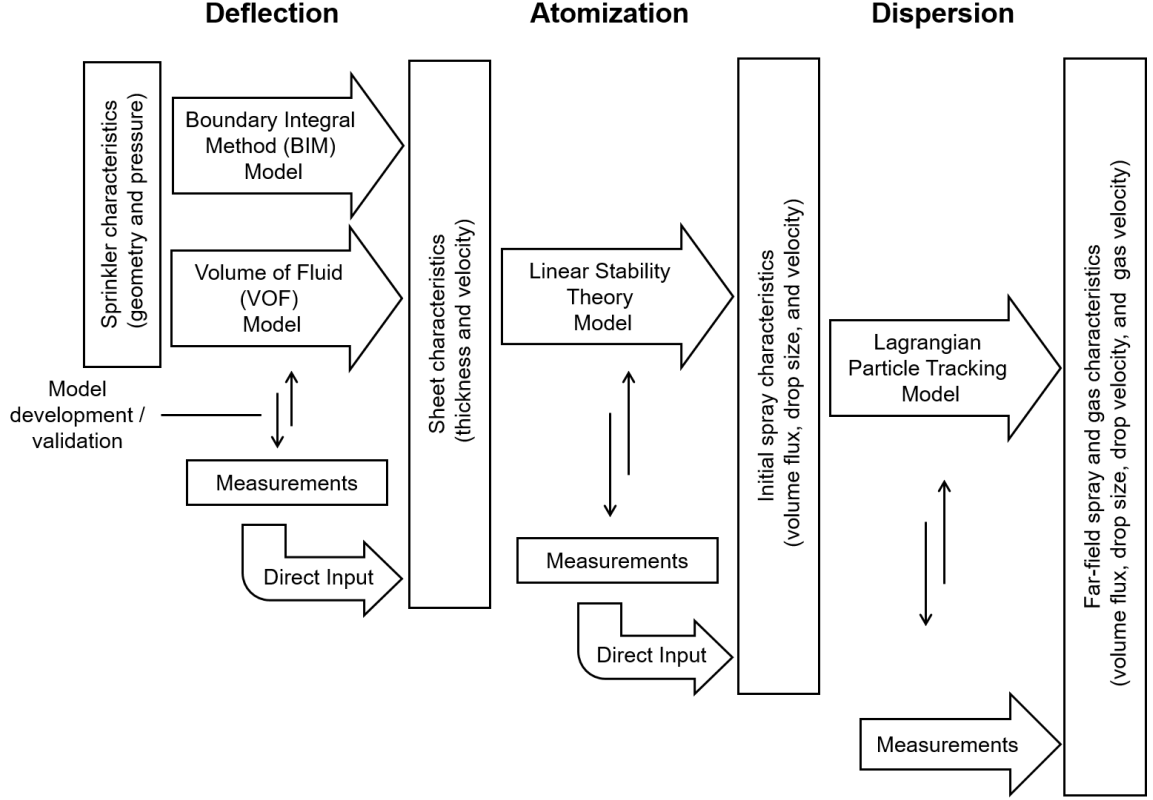 Deflection
Atomization
Dispersion
Sprinkler characteristics
(geometry and pressure)
Boundary Integral
Method (BIM)
Model
Volume of Fluid
(VOF)
Model
Model
development /
validation
Measurements
Direct Input
Sheet characteristics
(thickness and velocity)
Linear Stability
Theory
Model
Measurements
Direct Input
Initial spray characteristics
(volume flux, drop size, and velocity)
Lagrangian
Particle Tracking
Model
Measurements
Far-field spray and gas characteristics
(volume flux, drop size, drop velocity, and gas velocity)